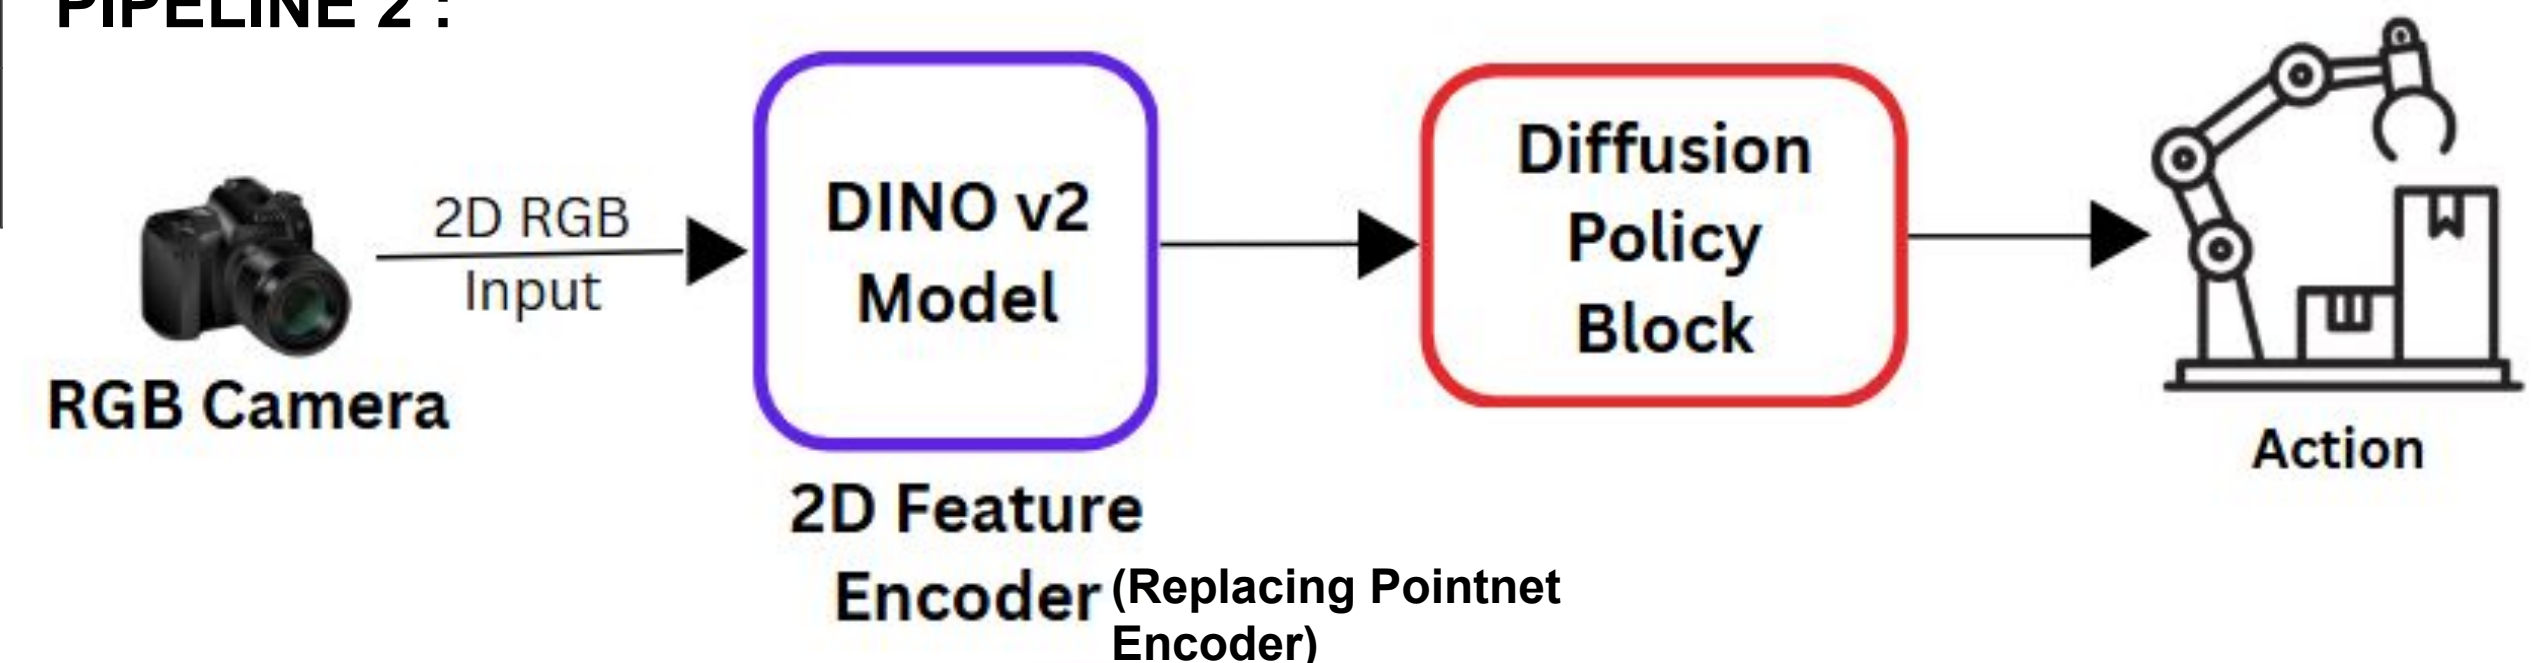 PIPELINE 2 :
2D RGB
Input
RGB Camera
DINO v2
Model
2D Feature
Encoder (Replacing Pointnet
Encoder)
Diffusion
Policy
Block
Action